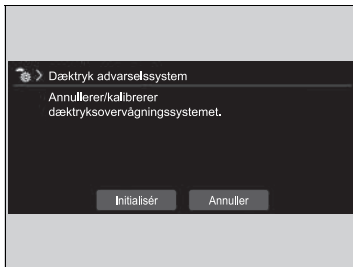 Dæktryk advarselssystem
Annullerer/kalibrerer
dæktryksovervågningssystemet.
Initialisér
Annuller